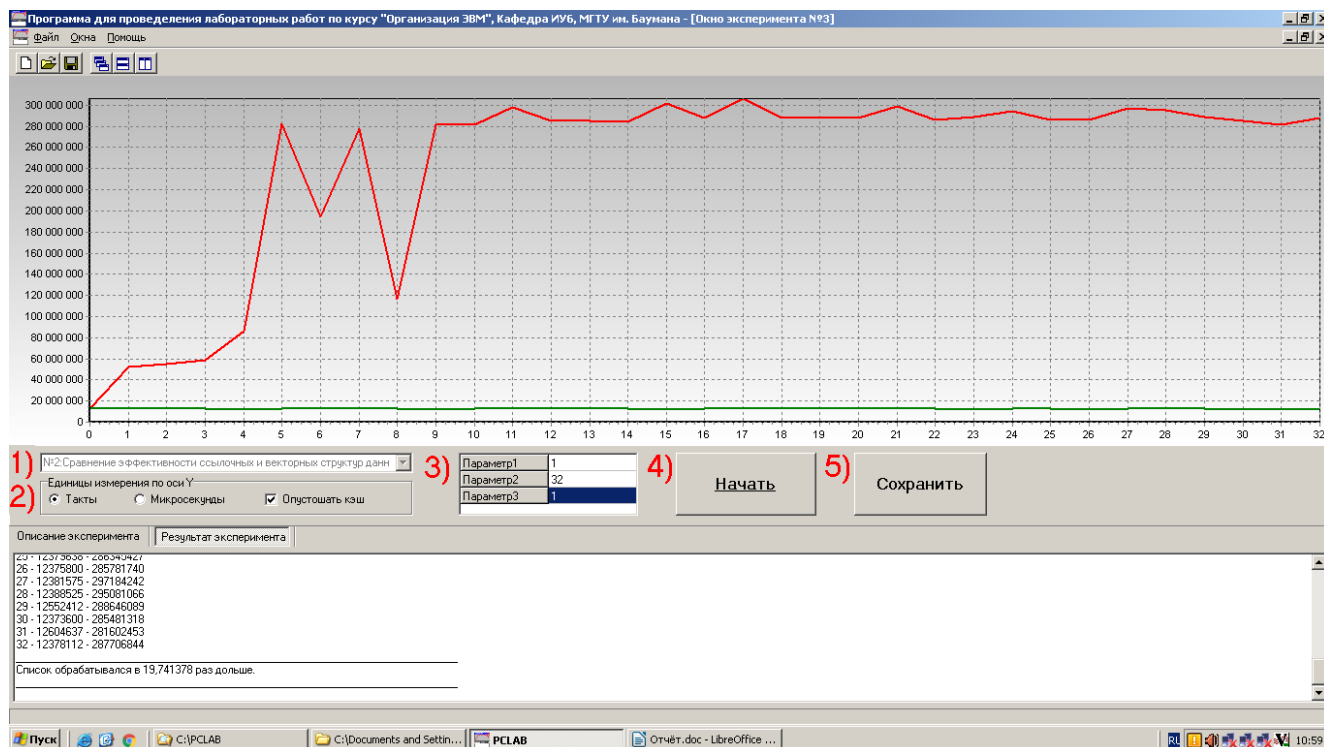 Программа для проведеления лабораторных работ по курсу "Организация ЭВМ", Кафедра ИУ6, МГТУ им. Баумана - [Окно эксперимента №3]
Файл Окна Помощь
300 000 000
280 000 000
260 000 000
240 000 000
220 000 000
200 000 000
180 000 000
160 000 000
140 000 000
120 000 000
100 000 000
80 000 000
60 000 000
40 000 000
20 000 000
0
0 1 2 3 4 5 6 7 8 9 10 11 12 13 14 15 16 17 18 19 20 21 22 23 24 25 26 27 28 29 30 31 32
1) №2:Сравнение эффективности ссылочных и векторных структур данн
2) Единицы измерения по оси Y
Такты Микросекунды Опустошать кэш
3) Параметр1 1
Параметр2 32
Параметр3 1
4) Начать
5) Сохранить
Описание эксперимента Результат эксперимента
25 - 12379638 - 286345427
26 - 12375800 - 285781740
27 - 12381575 - 297184242
28 - 12388525 - 295081066
29 - 12552412 - 288646089
30 - 12373600 - 285481318
31 - 12604637 - 281602453
32 - 12378112 - 287706844
Список обрабатывался в 19,741378 раз дольше.
Пуск C:\PCLAB C:\Documents and Settin... PCLAB Отчёт.doc - LibreOffice ... RU 10:59